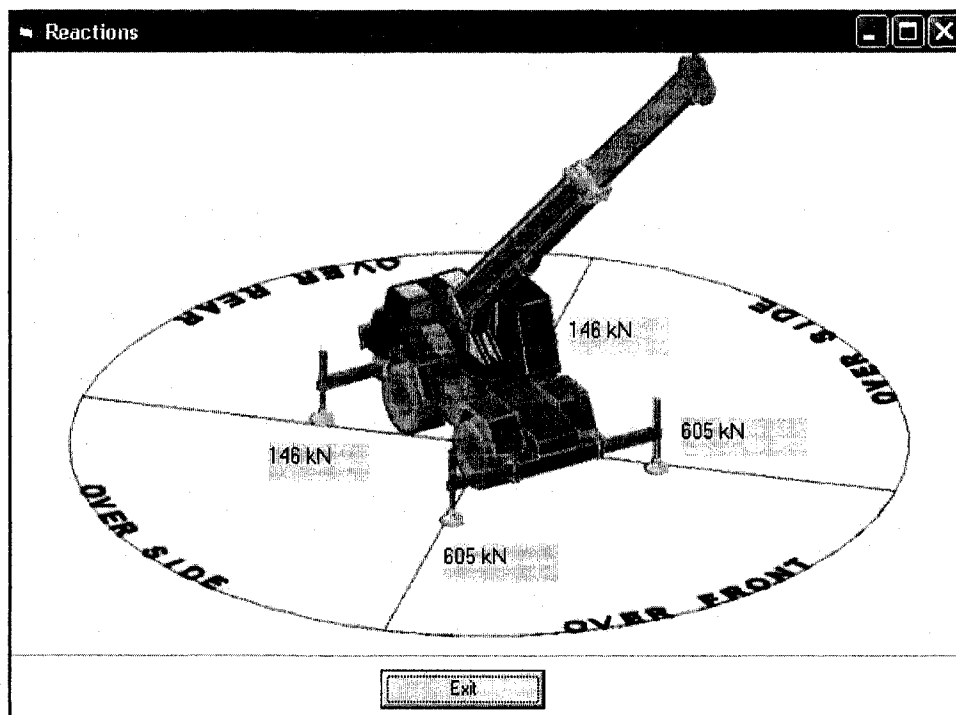 Reactions
OVER REAR
OVER SIDE
146 kN
605 kN
146 kN
OVER SIDE
605 kN
OVER FRONT
Exit